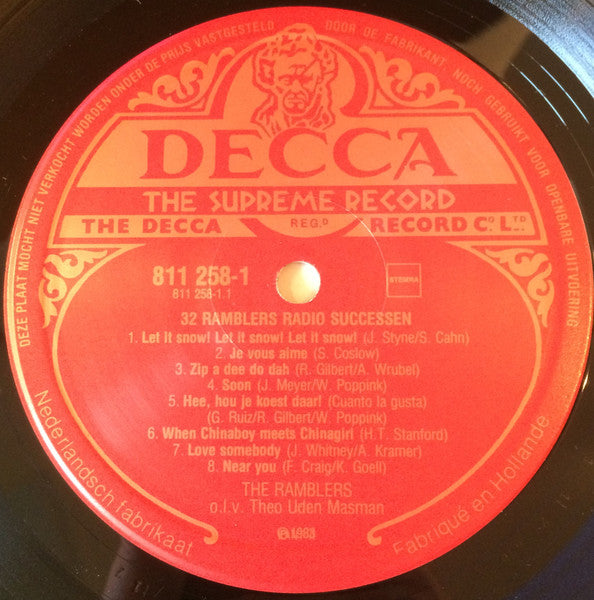 DEZE PLAAT MOCHT NIET VERKOCHT WORDEN ONDER DE PRIJS VASTGESTELD DOOR DE FABRIKANT NOCH GEBRUIKT VOOR OPENBARE UITVOERING
DECCA
THE SUPREME RECORD
THE DECCA REG.D RECORD CO. LTD
811 258-1
811 258-1.1
STEMRA
32 RAMBLERS RADIO SUCCESSEN
1. Let it snow! Let it snow! Let it snow! (J. Styne/S. Cahn)
2. Je vous aime (S. Coslow)
3. Zip a dee do dah (R. Gilbert/A. Wrubel)
4. Soon (J. Meyer/W. Poppink)
5. Hee, hou je koest daar! (Cuanto la gusta)
(G. Ruiz/R. Gilbert/W. Poppink)
6. When Chinaboy meets Chinagirl (H.T. Stanford)
7. Love somebody (J. Whitney/A. Kramer)
8. Near you (F. Craig/K. Goell)
THE RAMBLERS
o.l.v. Theo Uden Masman
℗ 1983
Nederlandsch fabrikaat
Fabriqué en Hollande